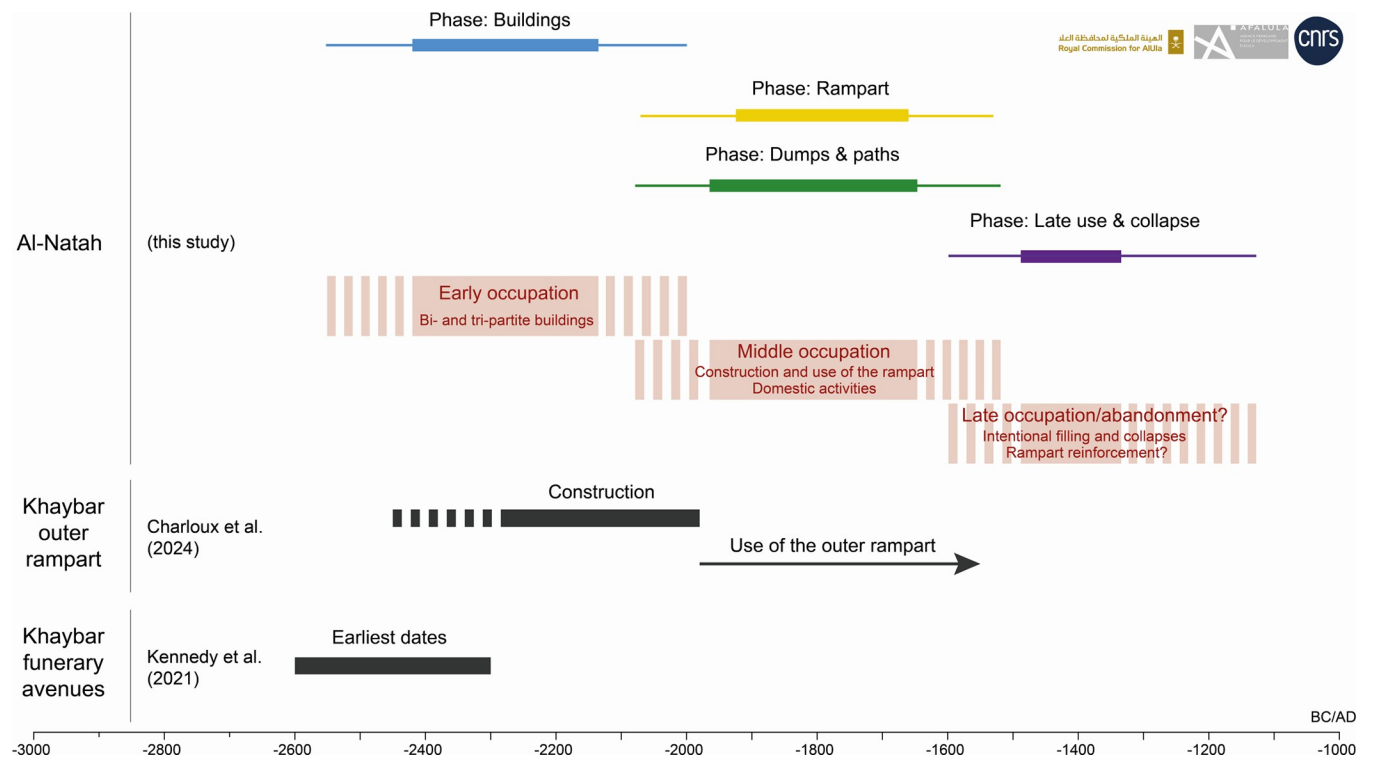 Phase: Buildings
الهيئة الملكية لمحافظة العلا
Royal Commission for AlUla
AFALULA
cnrs
Phase: Rampart
Phase: Dumps & paths
Phase: Late use & collapse
Al-Natah
(this study)
Early occupation
Bi- and tri-partite buildings
Middle occupation
Construction and use of the rampart
Domestic activities
Late occupation/abandonment?
Intentional filling and collapses
Rampart reinforcement?
Khaybar
outer
rampart
Charloux et al.
(2024)
Construction
Use of the outer rampart
Khaybar
funerary
avenues
Kennedy et al.
(2021)
Earliest dates
BC/AD
-3000 -2800 -2600 -2400 -2200 -2000 -1800 -1600 -1400 -1200 -1000